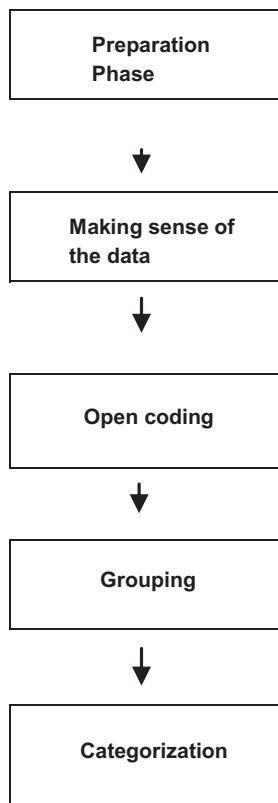 Preparation
Phase
Making sense of
the data
Open coding
Grouping
Categorization